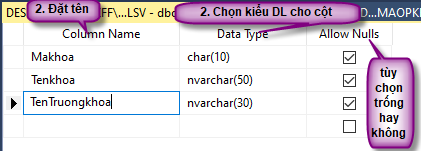 DES
2. Đặt tên
FF\...LSV - dbo
2. Chọn kiểu DL cho cột
D...MAOPKI
Column Name
Data Type
Allow Nulls
Makhoa
char(10)
Tenkhoa
nvarchar(50)
TenTruongkhoa
nvarchar(30)
tùy
chọn
trống
hay
không